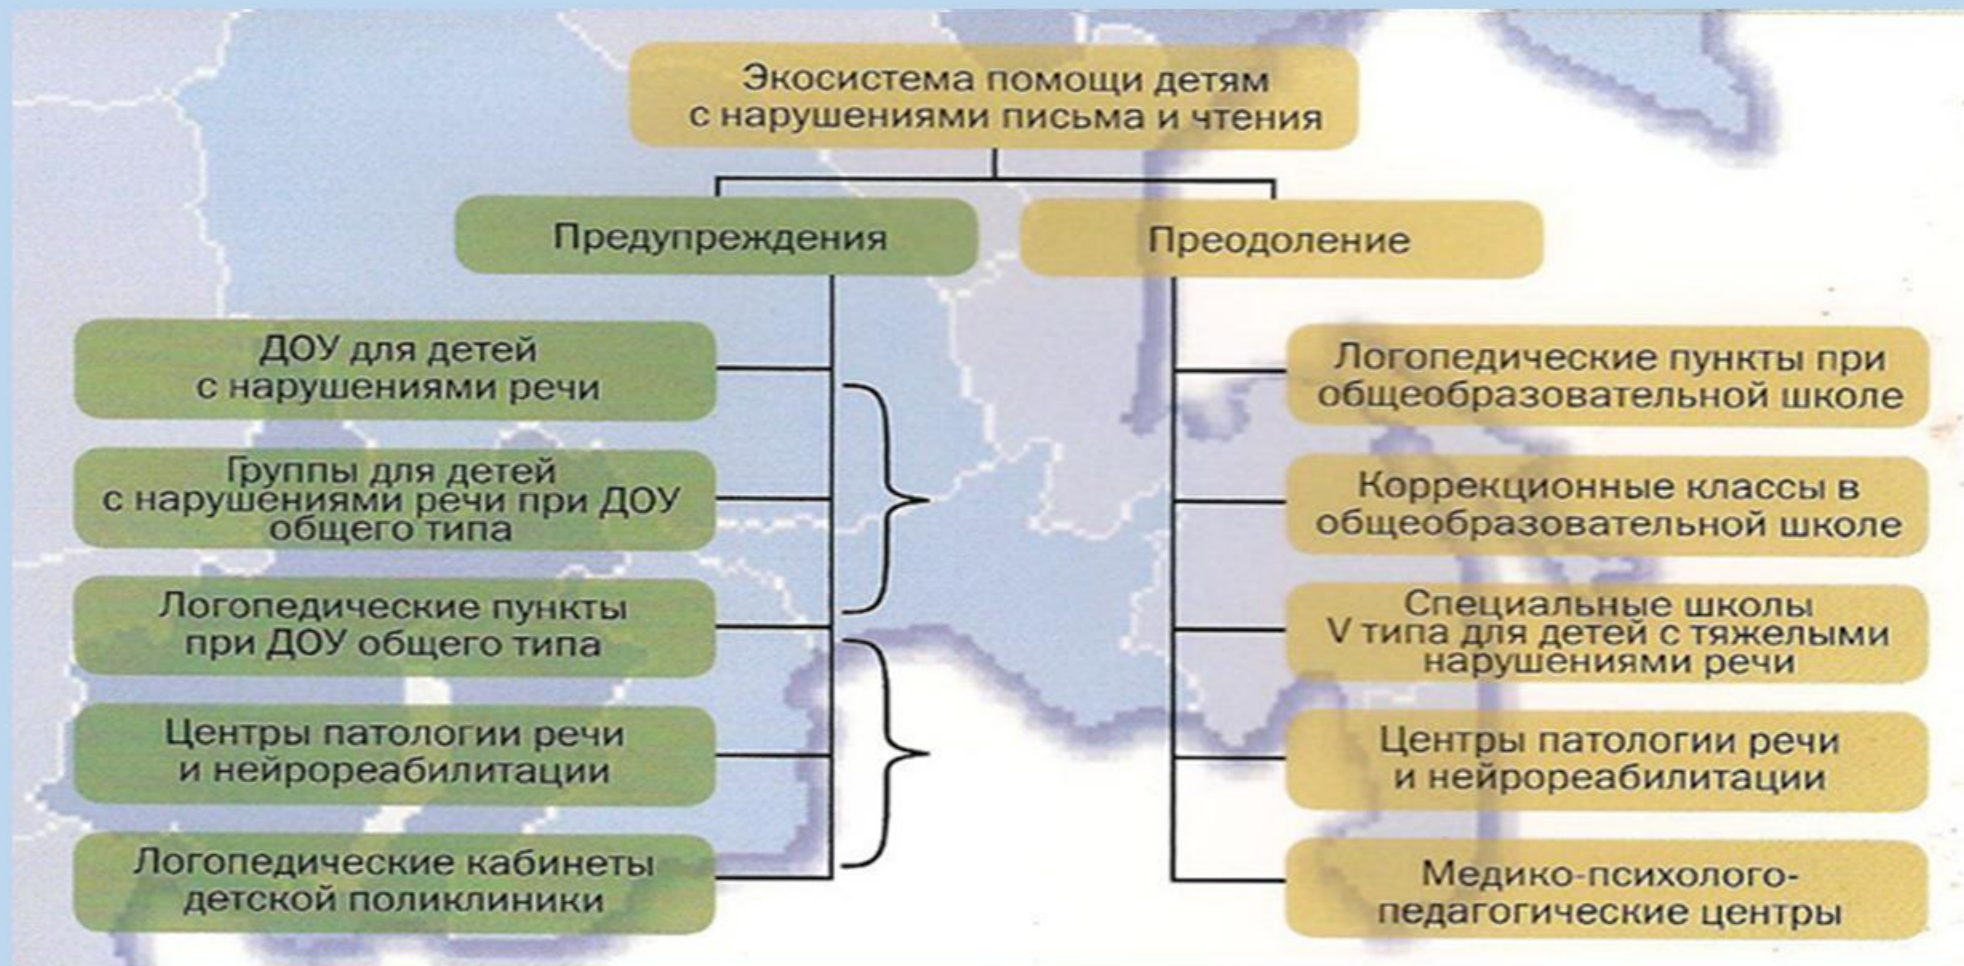 Экосистема помощи детям
с нарушениями письма и чтения
Предупреждения
Преодоление
ДОУ для детей
с нарушениями речи
Группы для детей
с нарушениями речи при ДОУ
общего типа
Логопедические пункты
при ДОУ общего типа
Центры патологии речи
и нейрореабилитации
Логопедические кабинеты
детской поликлиники
Логопедические пункты при
общеобразовательной школе
Коррекционные классы в
общеобразовательной школе
Специальные школы
V типа для детей с тяжелыми
нарушениями речи
Центры патологии речи
и нейрореабилитации
Медико-психолого-
педагогические центры